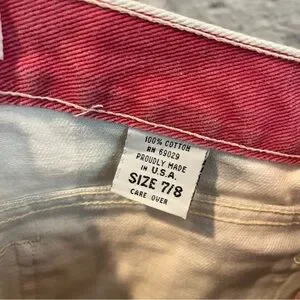 100% COTTON
RN 69029
PROUDLY MADE
IN U.S.A.
SIZE 7/8
CARE OVER